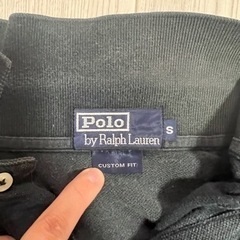 Polo
by Ralph Lauren
S
CUSTOM FIT